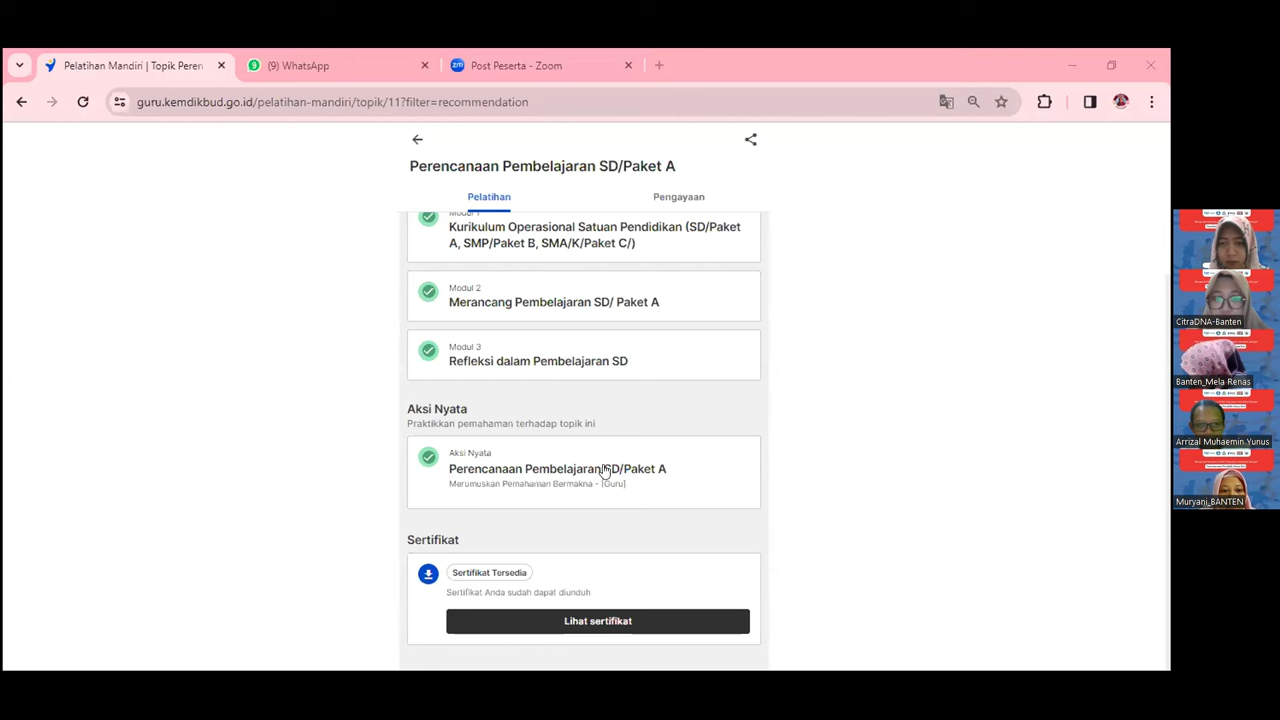 Pelatihan Mandiri | Topik Peren
(9) WhatsApp
Post Peserta - Zoom
guru.kemdikbud.go.id/pelatihan-mandiri/topik/11?filter=recommendation
Perencanaan Pembelajaran SD/Paket A
Pelatihan
Pengayaan
Modul 1
Kurikulum Operasional Satuan Pendidikan (SD/Paket
A, SMP/Paket B, SMA/K/Paket C/)
Modul 2
Merancang Pembelajaran SD/ Paket A
Modul 3
Refleksi dalam Pembelajaran SD
Aksi Nyata
Praktikkan pemahaman terhadap topik ini
Aksi Nyata
Perencanaan Pembelajaran SD/Paket A
Merumuskan Pemahaman Bermakna - [Guru]
Sertifikat
Sertifikat Tersedia
Sertifikat Anda sudah dapat diunduh
Lihat sertifikat
CitraDNA-Banten
Banten_Mela Renas
Arrizal Muhaemin Yunus
Muryani_BANTEN